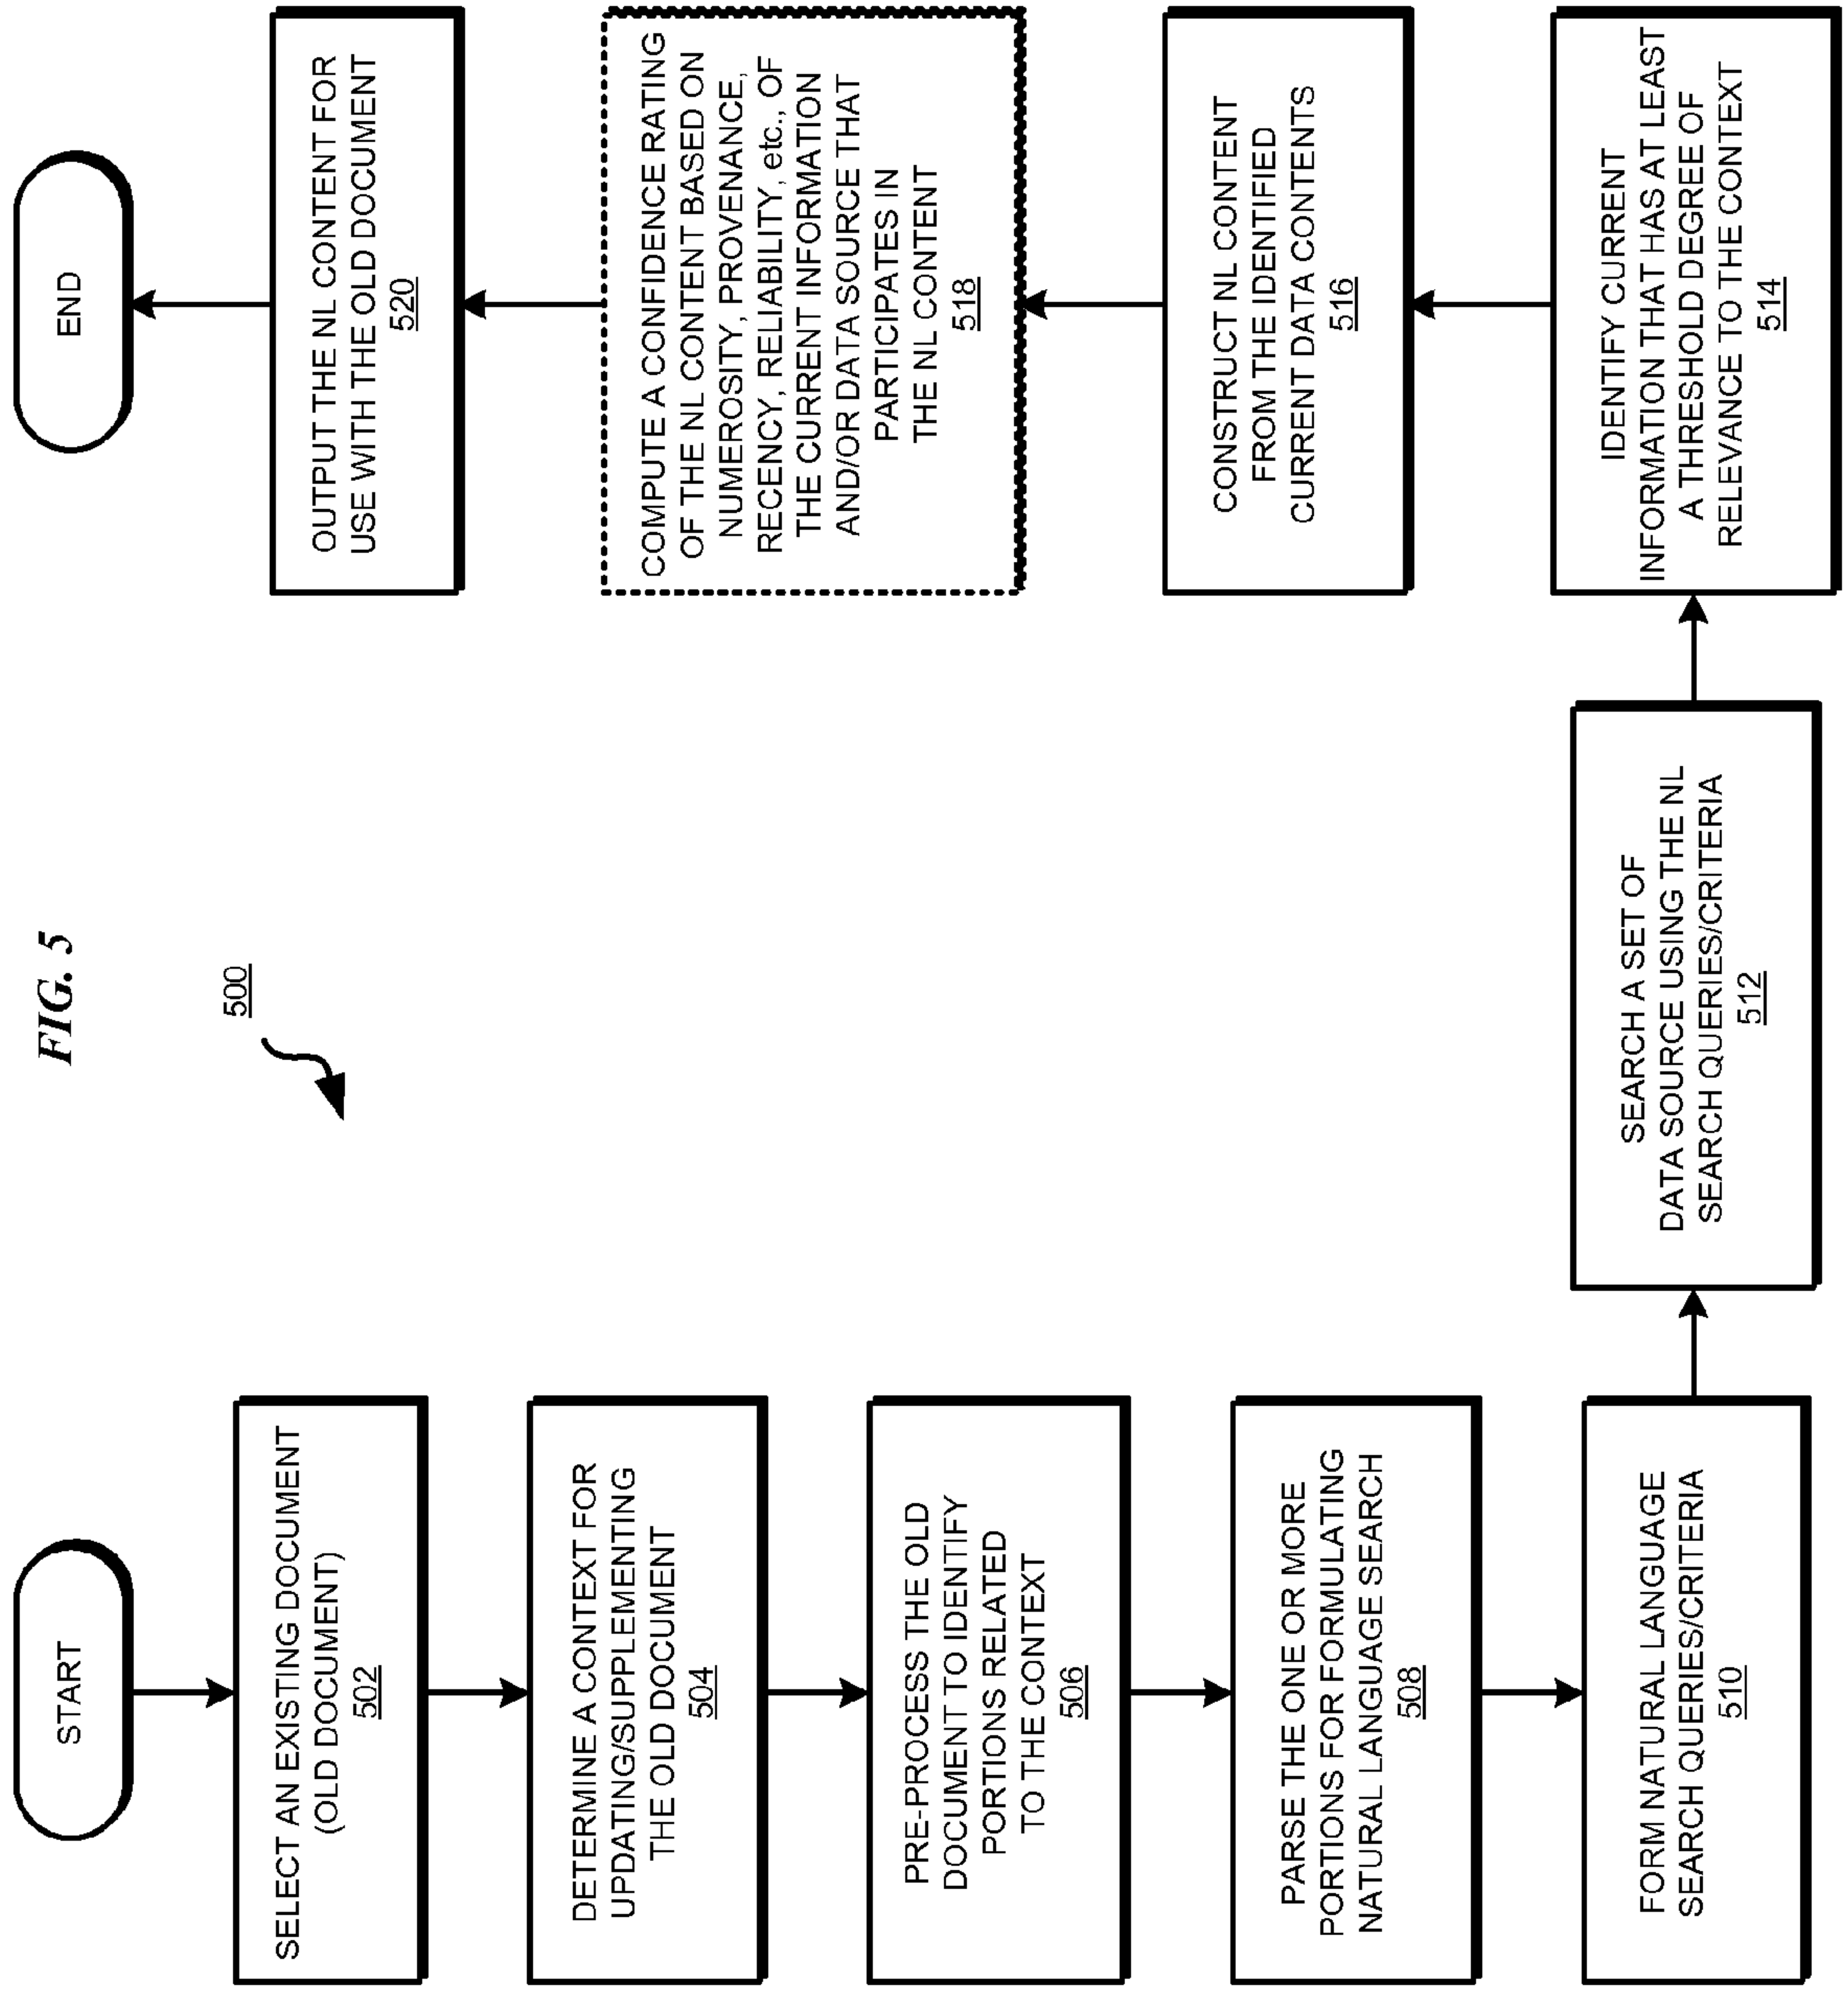 FIG. 5
500
START
SELECT AN EXISTING DOCUMENT
(OLD DOCUMENT)
502
DETERMINE A CONTEXT FOR
UPDATING/SUPPLEMENTING
THE OLD DOCUMENT
504
PRE-PROCESS THE OLD
DOCUMENT TO IDENTIFY
PORTIONS RELATED
TO THE CONTEXT
506
PARSE THE ONE OR MORE
PORTIONS FOR FORMULATING
NATURAL LANGUAGE SEARCH
508
FORM NATURAL LANGUAGE
SEARCH QUERIES/CRITERIA
510
SEARCH A SET OF
DATA SOURCE USING THE NL
SEARCH QUERIES/CRITERIA
512
IDENTIFY CURRENT
INFORMATION THAT HAS AT LEAST
A THRESHOLD DEGREE OF
RELEVANCE TO THE CONTEXT
514
CONSTRUCT NL CONTENT
FROM THE IDENTIFIED
CURRENT DATA CONTENTS
516
COMPUTE A CONFIDENCE RATING
OF THE NL CONTENT BASED ON
NUMEROSITY, PROVENANCE,
RECENCY, RELIABILITY, etc., OF
THE CURRENT INFORMATION
AND/OR DATA SOURCE THAT
PARTICIPATES IN
THE NL CONTENT
518
OUTPUT THE NL CONTENT FOR
USE WITH THE OLD DOCUMENT
520
END